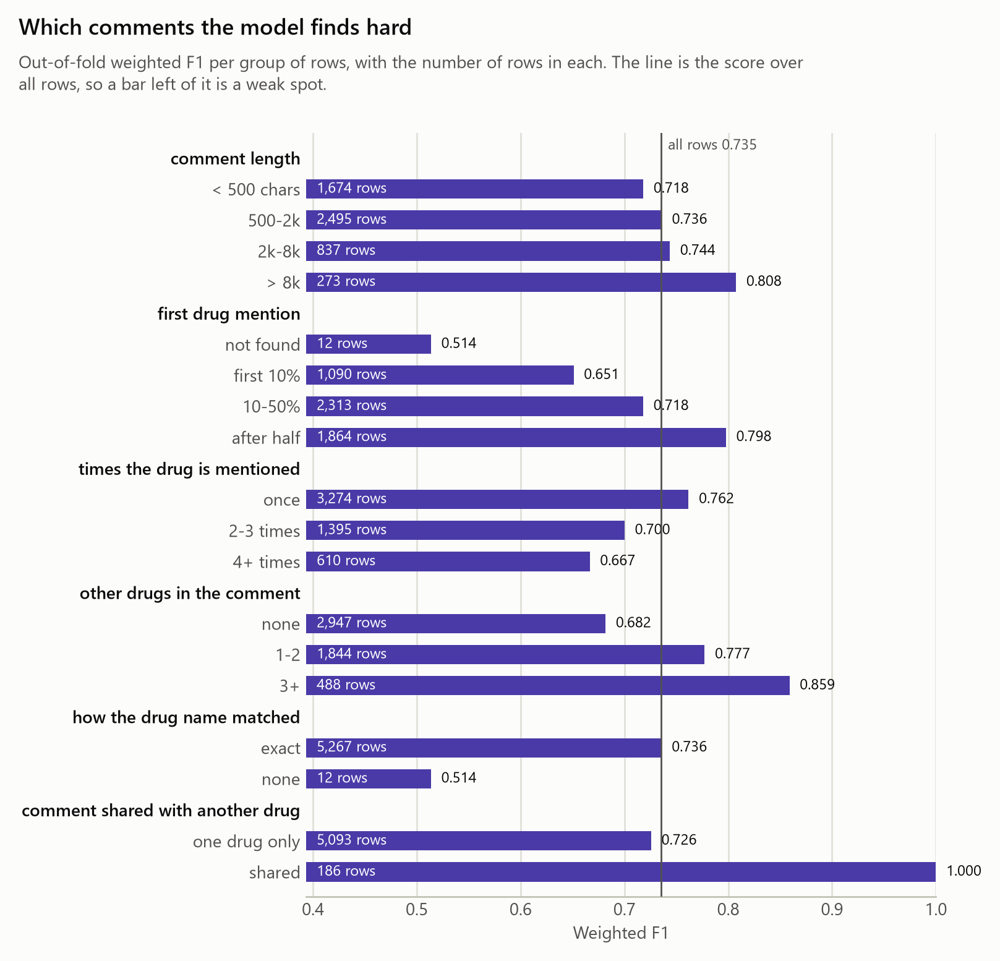 Which comments the model finds hard
Out-of-fold weighted F1 per group of rows, with the number of rows in each. The line is the score over
all rows, so a bar left of it is a weak spot.
all rows 0.735
comment length
< 500 chars 1,674 rows 0.718
500-2k 2,495 rows 0.736
2k-8k 837 rows 0.744
> 8k 273 rows 0.808
first drug mention
not found 12 rows 0.514
first 10% 1,090 rows 0.651
10-50% 2,313 rows 0.718
after half 1,864 rows 0.798
times the drug is mentioned
once 3,274 rows 0.762
2-3 times 1,395 rows 0.700
4+ times 610 rows 0.667
other drugs in the comment
none 2,947 rows 0.682
1-2 1,844 rows 0.777
3+ 488 rows 0.859
how the drug name matched
exact 5,267 rows 0.736
none 12 rows 0.514
comment shared with another drug
one drug only 5,093 rows 0.726
shared 186 rows 1.000
0.4 0.5 0.6 0.7 0.8 0.9 1.0
Weighted F1